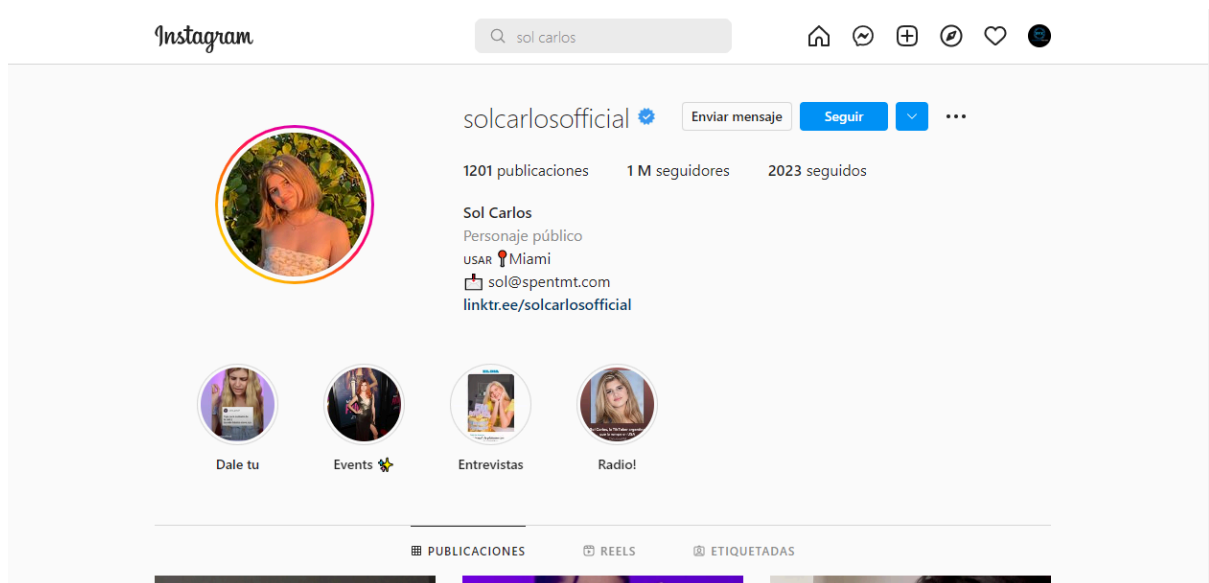 Instagram
sol carlos
solcarlosofficial Enviar mensaje Seguir
1201 publicaciones 1 M seguidores 2023 seguidos
Sol Carlos
Personaje público
USAR 📍Miami
📩 sol@spentmt.com
linktr.ee/solcarlosofficial
Dale tu Events ✨ Entrevistas Radio!
PUBLICACIONES REELS ETIQUETADAS